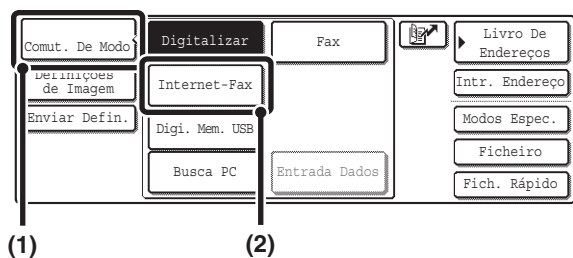 Comut. De Modo
Digitalizar
Fax
Livro De
Endereços
Definições
de Imagem
Internet-Fax
Intr. Endereço
Enviar Defin.
Digi. Mem. USB
Modos Espec.
Busca PC
Entrada Dados
Ficheiro
Fich. Rápido
(1)
(2)